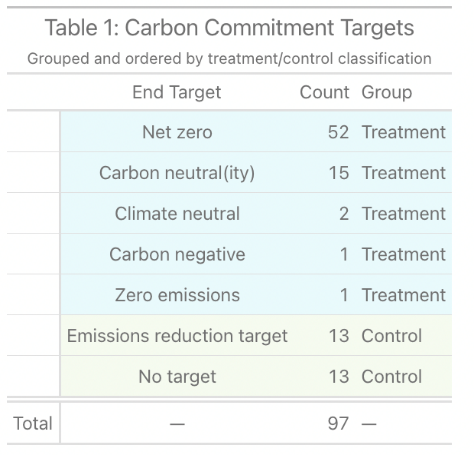 Table 1: Carbon Commitment Targets
Grouped and ordered by treatment/control classification
End Target Count Group
Net zero 52 Treatment
Carbon neutral(ity) 15 Treatment
Climate neutral 2 Treatment
Carbon negative 1 Treatment
Zero emissions 1 Treatment
Emissions reduction target 13 Control
No target 13 Control
Total — 97 —